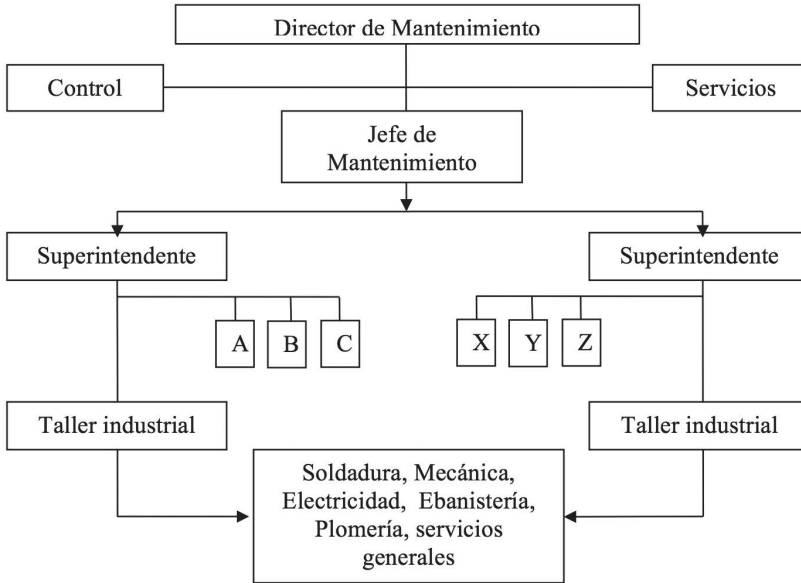 Director de Mantenimiento
Control
Servicios
Jefe de
Mantenimiento
Superintendente
Superintendente
A
B
C
X
Y
Z
Taller industrial
Taller industrial
Soldadura, Mecánica,
Electricidad, Ebanistería,
Plomería, servicios
generales